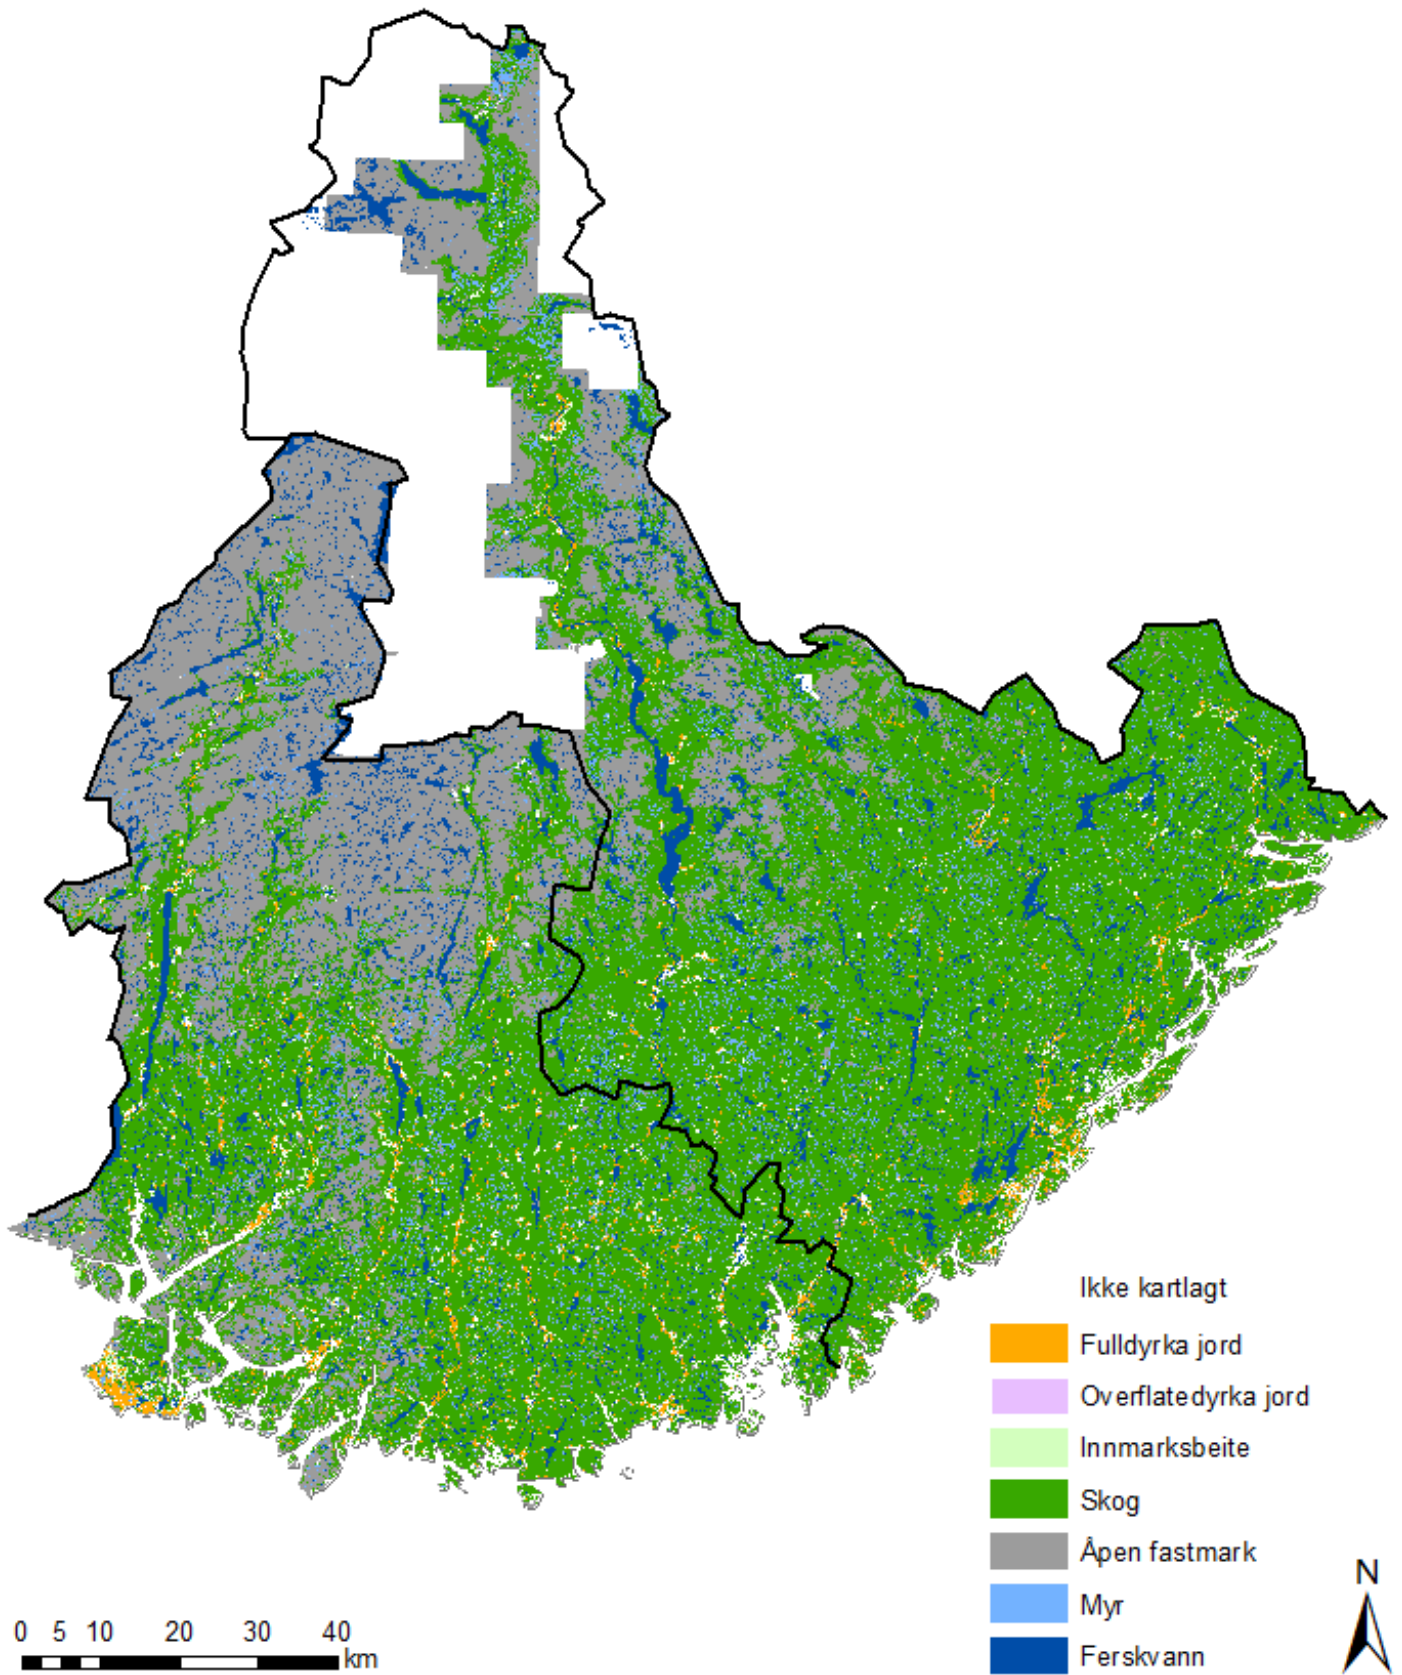 Ikke kartlagt
Fulldyrka jord
Overflatedyrka jord
Innmarksbeite
Skog
Åpen fastmark
Myr
Ferskvann
N
0 5 10 20 30 40
km